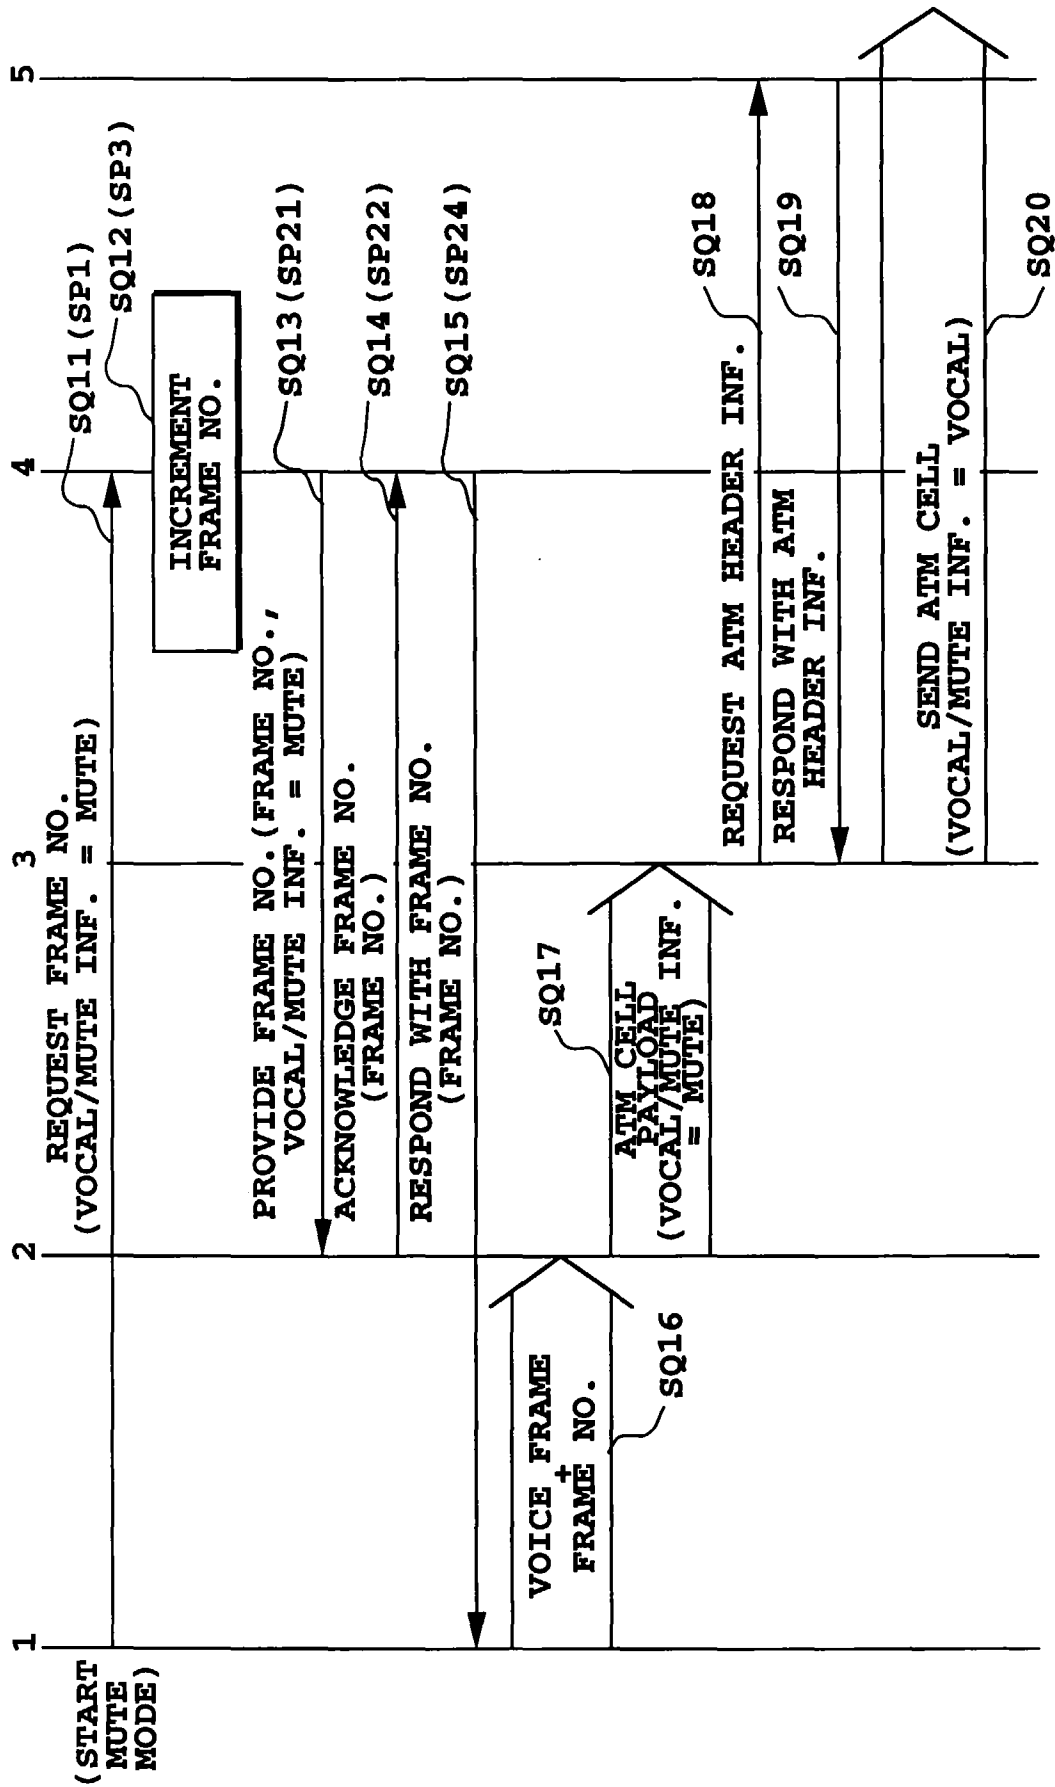 1
2
3
4
5
(START
MUTE
MODE)
REQUEST FRAME NO.
(VOCAL/MUTE INF. = MUTE)
SQ11(SP1)
SQ12(SP3)
INCREMENT
FRAME NO.
PROVIDE FRAME NO.(FRAME NO.,
VOCAL/MUTE INF. = MUTE)
SQ13(SP21)
ACKNOWLEDGE FRAME NO.
(FRAME NO.)
SQ14(SP22)
RESPOND WITH FRAME NO.
(FRAME NO.)
SQ15(SP24)
VOICE FRAME
+
FRAME NO.
SQ16
SQ17
ATM CELL
PAYLOAD
(VOCAL/MUTE INF.
= MUTE)
REQUEST ATM HEADER INF.
SQ18
RESPOND WITH ATM
HEADER INF.
SQ19
SEND ATM CELL
(VOCAL/MUTE INF. = VOCAL)
SQ20